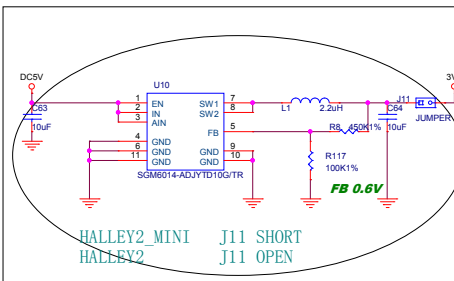 DC5V
C63
10uF
U10
1 EN
2 IN
3 AIN
4 GND
6 GND
11 GND
SW1 7
SW2 8
FB 5
GND 9
GND 10
SGM6014-ADJYTD10G/TR
L1 2.2uH
R8 450K1%
R117
100K1%
C64
10uF
J11
JUMPER
3V
FB 0.6V
HALLEY2_MINI J11 SHORT
HALLEY2 J11 OPEN